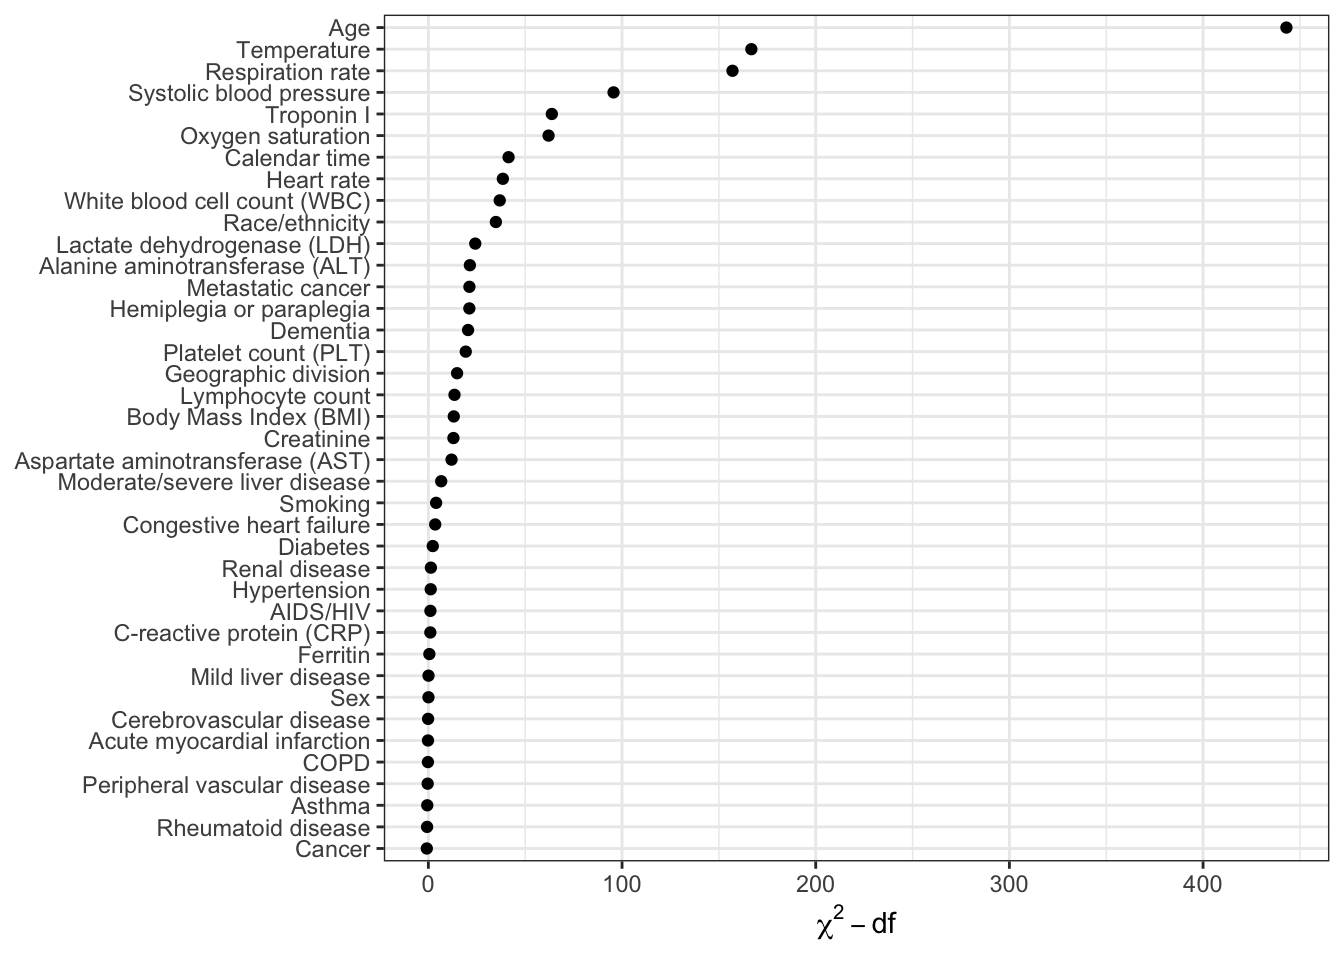 Age
Temperature
Respiration rate
Systolic blood pressure
Troponin I
Oxygen saturation
Calendar time
Heart rate
White blood cell count (WBC)
Race/ethnicity
Lactate dehydrogenase (LDH)
Alanine aminotransferase (ALT)
Metastatic cancer
Hemiplegia or paraplegia
Dementia
Platelet count (PLT)
Geographic division
Lymphocyte count
Body Mass Index (BMI)
Creatinine
Aspartate aminotransferase (AST)
Moderate/severe liver disease
Smoking
Congestive heart failure
Diabetes
Renal disease
Hypertension
AIDS/HIV
C-reactive protein (CRP)
Ferritin
Mild liver disease
Sex
Cerebrovascular disease
Acute myocardial infarction
COPD
Peripheral vascular disease
Asthma
Rheumatoid disease
Cancer
0 100 200 300 400
χ² − df